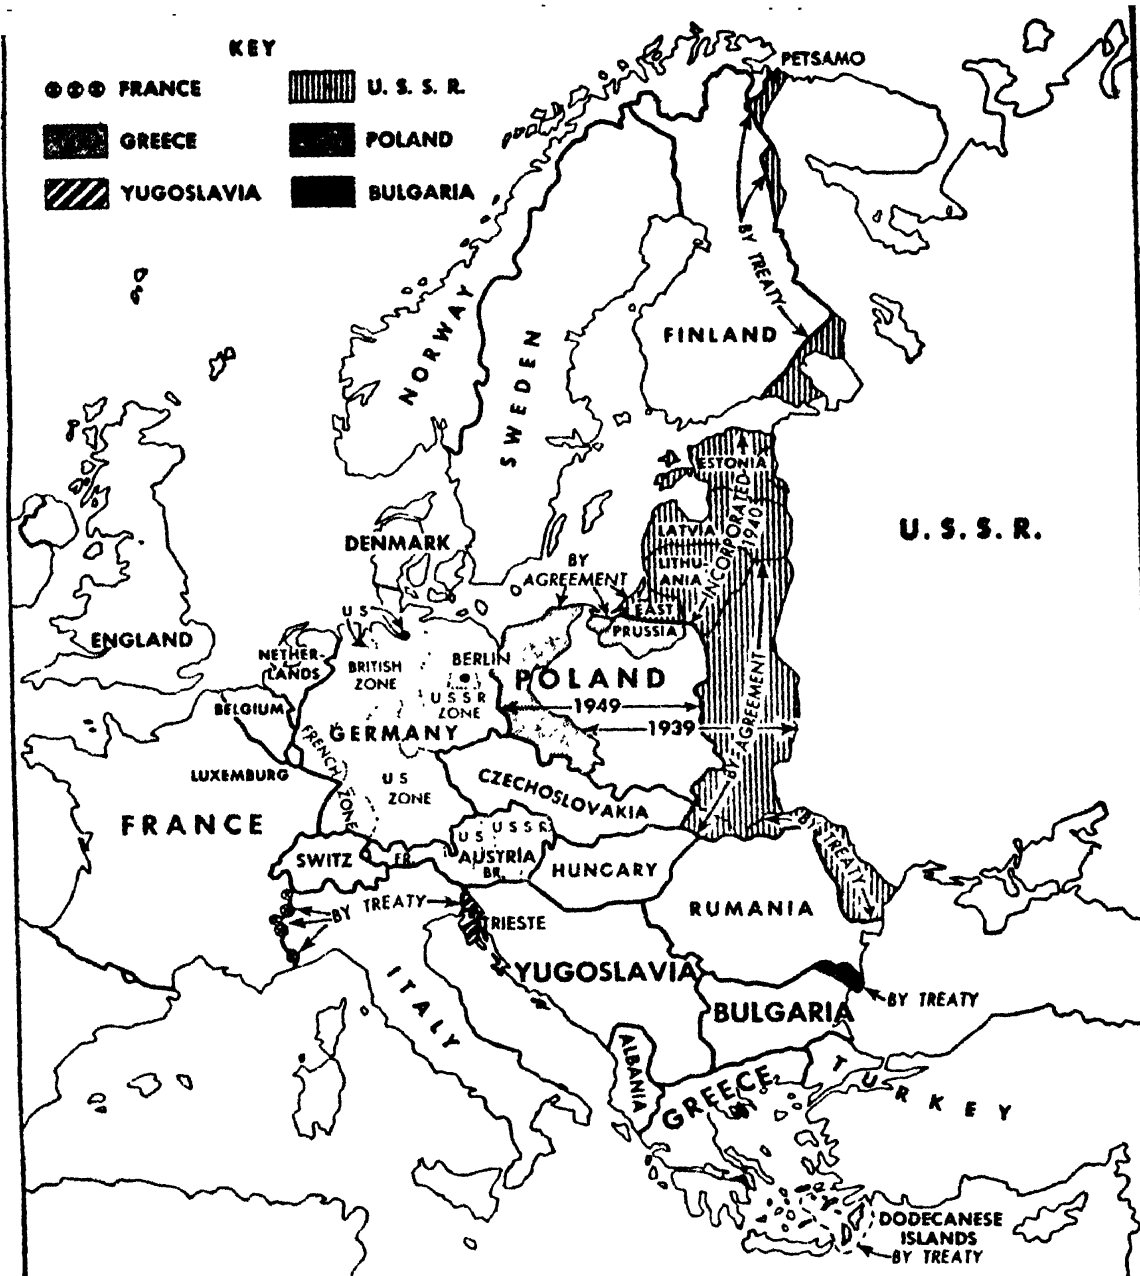 KEY
FRANCE
U. S. S. R.
GREECE
POLAND
YUGOSLAVIA
BULGARIA
PETSAMO
BY TREATY
NORWAY
SWEDEN
FINLAND
ESTONIA
LATVIA
LITHU-
ANIA
INCORPORATED
1940
U. S. S. R.
DENMARK
BY
AGREEMENT
EAST
PRUSSIA
U S
ENGLAND
NETHER-
LANDS
BRITISH
ZONE
BERLIN
U S S R
ZONE
POLAND
1949
1939
BY AGREEMENT
BELGIUM
GERMANY
FRENCH ZONE
LUXEMBURG
U S
ZONE
CZECHOSLOVAKIA
FRANCE
SWITZ
FR.
U S
U S S R
AUSTRIA
BR.
HUNGARY
BY TREATY
BY TREATY
RUMANIA
TRIESTE
ITALY
YUGOSLAVIA
BULGARIA
BY TREATY
ALBANIA
GREECE
TURKEY
DODECANESE
ISLANDS
BY TREATY